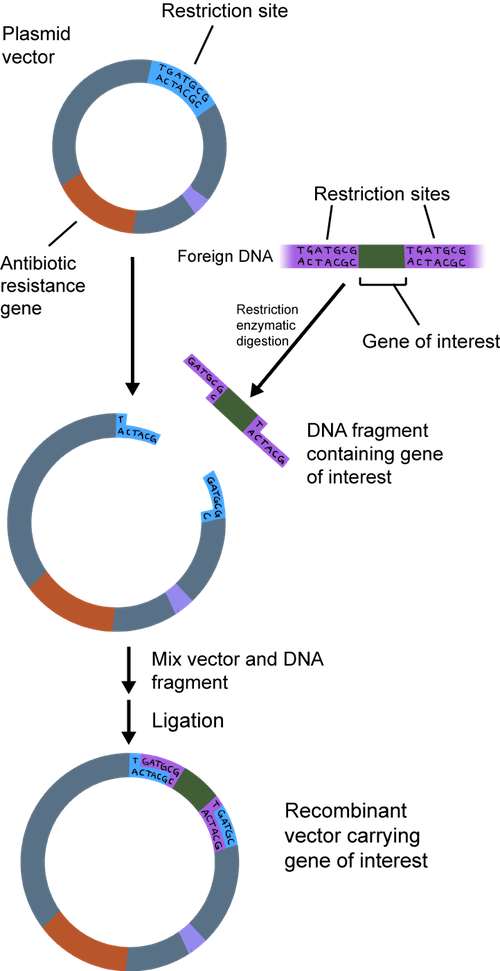 Restriction site
Plasmid
vector
TGATGCG
ACTACGC
Restriction sites
Foreign DNA
TGATGCG
ACTACGC
TGATGCG
ACTACGC
Antibiotic
resistance
gene
Restriction
enzymatic
digestion
Gene of interest
GATGCG
C
T
ACTACG
DNA fragment
containing gene
of interest
T
ACTACG
GATGCG
C
Mix vector and DNA
fragment
Ligation
T GATGCG
ACTACGC
T GATGC
ACTACG
Recombinant
vector carrying
gene of interest